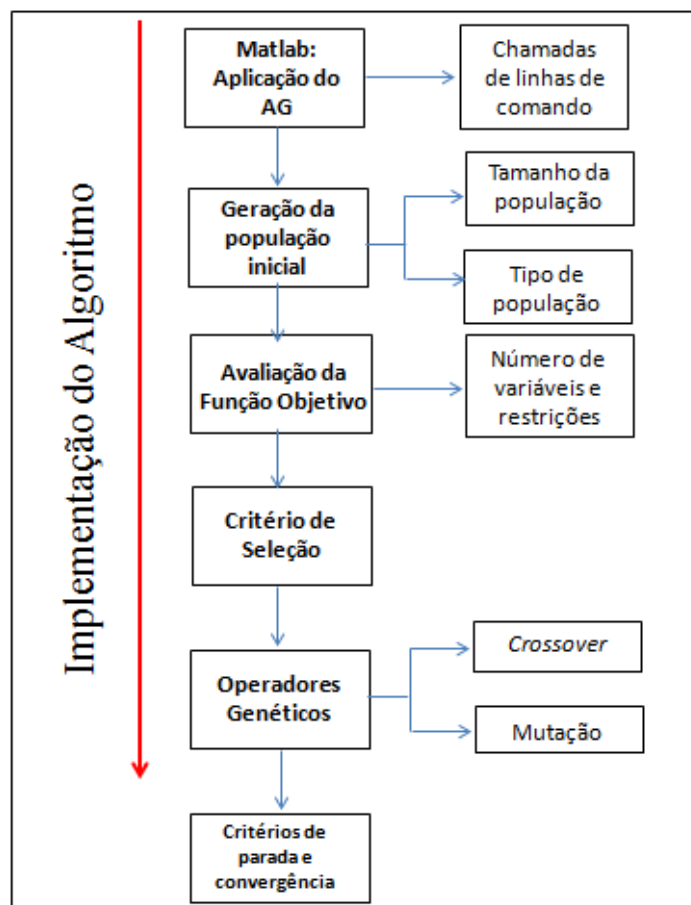 Implementação do Algoritmo
Matlab:
Aplicação do
AG
Chamadas
de linhas de
comando
Geração da
população
inicial
Tamanho da
população
Tipo de
população
Avaliação da
Função Objetivo
Número de
variáveis e
restrições
Critério de
Seleção
Operadores
Genéticos
Crossover
Mutação
Critérios de
parada e
convergência